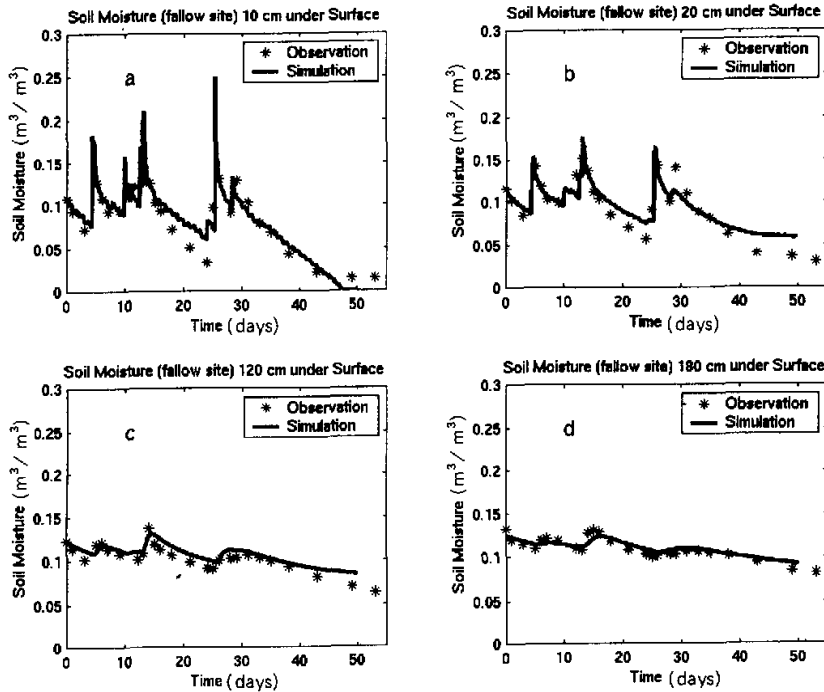 Soil Moisture (fallow site) 10 cm under Surface
Soil Moisture (m³ / m³)
0.3
0.25
0.2
0.15
0.1
0.05
0
a
Observation
Simulation
0 10 20 30 40 50
Time (days)
Soil Moisture (fallow site) 20 cm under Surface
Soil Moisture (m³ / m³)
0.3
0.25
0.2
0.15
0.1
0.05
0
b
Observation
Simulation
0 10 20 30 40 50
Time (days)
Soil Moisture (fallow site) 120 cm under Surface
Soil Moisture (m³ / m³)
0.3
0.25
0.2
0.15
0.1
0.05
0
c
Observation
Simulation
0 10 20 30 40 50
Time (days)
Soil Moisture (fallow site) 180 cm under Surface
Soil Moisture (m³ / m³)
0.3
0.25
0.2
0.15
0.1
0.05
0
d
Observation
Simulation
0 10 20 30 40 50
Time (days)